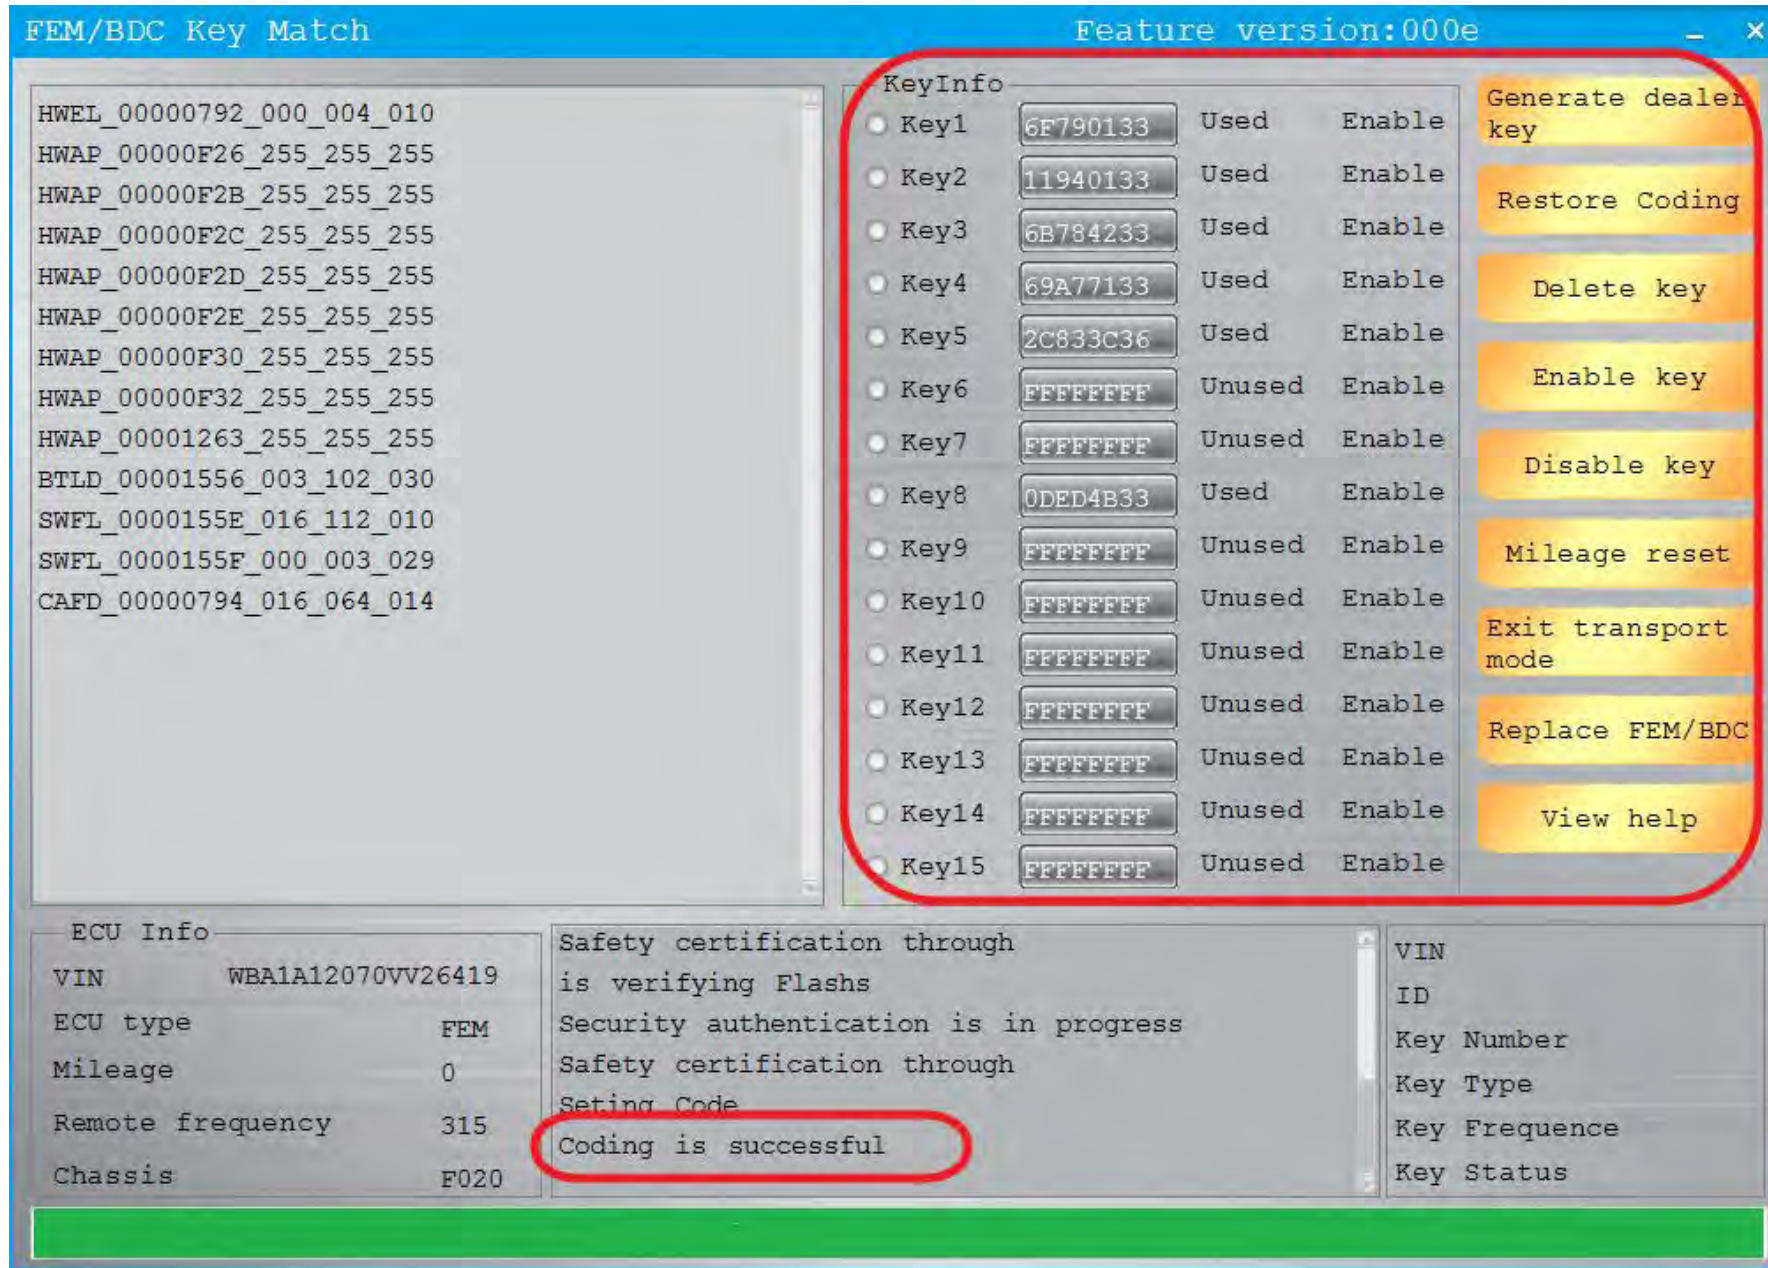 FEM/BDC Key Match Feature version:000e
HWEL_00000792_000_004_010
HWAP_00000F26_255_255_255
HWAP_00000F2B_255_255_255
HWAP_00000F2C_255_255_255
HWAP_00000F2D_255_255_255
HWAP_00000F2E_255_255_255
HWAP_00000F30_255_255_255
HWAP_00000F32_255_255_255
HWAP_00001263_255_255_255
BTLD_00001556_003_102_030
SWFL_0000155E_016_112_010
SWFL_0000155F_000_003_029
CAFD_00000794_016_064_014
KeyInfo
Key1 6F790133 Used Enable
Key2 11940133 Used Enable
Key3 6B784233 Used Enable
Key4 69A77133 Used Enable
Key5 2C833C36 Used Enable
Key6 FFFFFFFF Unused Enable
Key7 FFFFFFFF Unused Enable
Key8 0DED4B33 Used Enable
Key9 FFFFFFFF Unused Enable
Key10 FFFFFFFF Unused Enable
Key11 FFFFFFFF Unused Enable
Key12 FFFFFFFF Unused Enable
Key13 FFFFFFFF Unused Enable
Key14 FFFFFFFF Unused Enable
Key15 FFFFFFFF Unused Enable
Generate dealer
key
Restore Coding
Delete key
Enable key
Disable key
Mileage reset
Exit transport
mode
Replace FEM/BDC
View help
ECU Info
VIN WBA1A12070VV26419
ECU type FEM
Mileage 0
Remote frequency 315
Chassis F020
Safety certification through
is verifying Flashs
Security authentication is in progress
Safety certification through
Seting Code
Coding is successful
VIN
ID
Key Number
Key Type
Key Frequence
Key Status